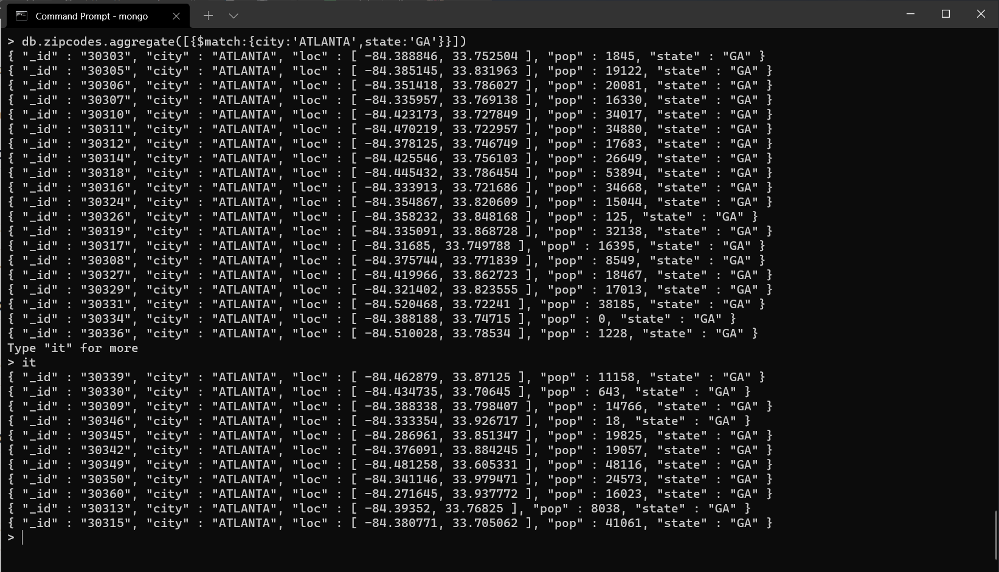 Command Prompt - mongo
> db.zipcodes.aggregate([{$match:{city:'ATLANTA',state:'GA'}}])
{ "_id" : "30303", "city" : "ATLANTA", "loc" : [ -84.388846, 33.752504 ], "pop" : 1845, "state" : "GA" }
{ "_id" : "30305", "city" : "ATLANTA", "loc" : [ -84.385145, 33.831963 ], "pop" : 19122, "state" : "GA" }
{ "_id" : "30306", "city" : "ATLANTA", "loc" : [ -84.351418, 33.786027 ], "pop" : 20081, "state" : "GA" }
{ "_id" : "30307", "city" : "ATLANTA", "loc" : [ -84.335957, 33.769138 ], "pop" : 16330, "state" : "GA" }
{ "_id" : "30310", "city" : "ATLANTA", "loc" : [ -84.423173, 33.727849 ], "pop" : 34017, "state" : "GA" }
{ "_id" : "30311", "city" : "ATLANTA", "loc" : [ -84.470219, 33.722957 ], "pop" : 34880, "state" : "GA" }
{ "_id" : "30312", "city" : "ATLANTA", "loc" : [ -84.378125, 33.746749 ], "pop" : 17683, "state" : "GA" }
{ "_id" : "30314", "city" : "ATLANTA", "loc" : [ -84.425546, 33.756103 ], "pop" : 26649, "state" : "GA" }
{ "_id" : "30318", "city" : "ATLANTA", "loc" : [ -84.445432, 33.786454 ], "pop" : 53894, "state" : "GA" }
{ "_id" : "30316", "city" : "ATLANTA", "loc" : [ -84.333913, 33.721686 ], "pop" : 34668, "state" : "GA" }
{ "_id" : "30324", "city" : "ATLANTA", "loc" : [ -84.354867, 33.820609 ], "pop" : 15044, "state" : "GA" }
{ "_id" : "30326", "city" : "ATLANTA", "loc" : [ -84.358232, 33.848168 ], "pop" : 125, "state" : "GA" }
{ "_id" : "30319", "city" : "ATLANTA", "loc" : [ -84.335091, 33.868728 ], "pop" : 32138, "state" : "GA" }
{ "_id" : "30317", "city" : "ATLANTA", "loc" : [ -84.31685, 33.749788 ], "pop" : 16395, "state" : "GA" }
{ "_id" : "30308", "city" : "ATLANTA", "loc" : [ -84.375744, 33.771839 ], "pop" : 8549, "state" : "GA" }
{ "_id" : "30327", "city" : "ATLANTA", "loc" : [ -84.419966, 33.862723 ], "pop" : 18467, "state" : "GA" }
{ "_id" : "30329", "city" : "ATLANTA", "loc" : [ -84.321402, 33.823555 ], "pop" : 17013, "state" : "GA" }
{ "_id" : "30331", "city" : "ATLANTA", "loc" : [ -84.520468, 33.72241 ], "pop" : 38185, "state" : "GA" }
{ "_id" : "30334", "city" : "ATLANTA", "loc" : [ -84.388188, 33.74715 ], "pop" : 0, "state" : "GA" }
{ "_id" : "30336", "city" : "ATLANTA", "loc" : [ -84.510028, 33.78534 ], "pop" : 1228, "state" : "GA" }
Type "it" for more
> it
{ "_id" : "30339", "city" : "ATLANTA", "loc" : [ -84.462879, 33.87125 ], "pop" : 11158, "state" : "GA" }
{ "_id" : "30330", "city" : "ATLANTA", "loc" : [ -84.434735, 33.70645 ], "pop" : 643, "state" : "GA" }
{ "_id" : "30309", "city" : "ATLANTA", "loc" : [ -84.388338, 33.798407 ], "pop" : 14766, "state" : "GA" }
{ "_id" : "30346", "city" : "ATLANTA", "loc" : [ -84.333354, 33.926717 ], "pop" : 18, "state" : "GA" }
{ "_id" : "30345", "city" : "ATLANTA", "loc" : [ -84.286961, 33.851347 ], "pop" : 19825, "state" : "GA" }
{ "_id" : "30342", "city" : "ATLANTA", "loc" : [ -84.376091, 33.884245 ], "pop" : 19057, "state" : "GA" }
{ "_id" : "30349", "city" : "ATLANTA", "loc" : [ -84.481258, 33.605331 ], "pop" : 48116, "state" : "GA" }
{ "_id" : "30350", "city" : "ATLANTA", "loc" : [ -84.341146, 33.979471 ], "pop" : 24573, "state" : "GA" }
{ "_id" : "30360", "city" : "ATLANTA", "loc" : [ -84.271645, 33.937772 ], "pop" : 16023, "state" : "GA" }
{ "_id" : "30313", "city" : "ATLANTA", "loc" : [ -84.39352, 33.76825 ], "pop" : 8038, "state" : "GA" }
{ "_id" : "30315", "city" : "ATLANTA", "loc" : [ -84.380771, 33.705062 ], "pop" : 41061, "state" : "GA" }
>